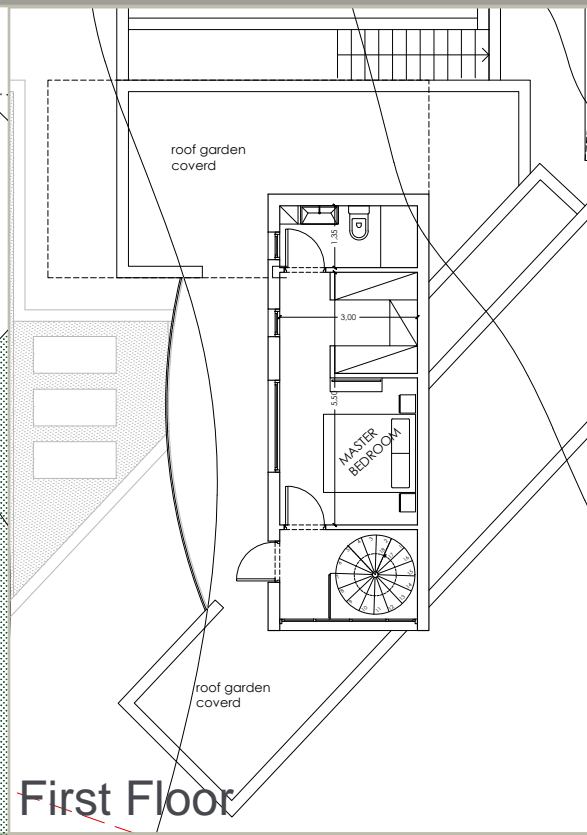 roof garden
coverd
1,35
3,00
5,50
MASTER
BEDROOM
roof garden
coverd
First Floor